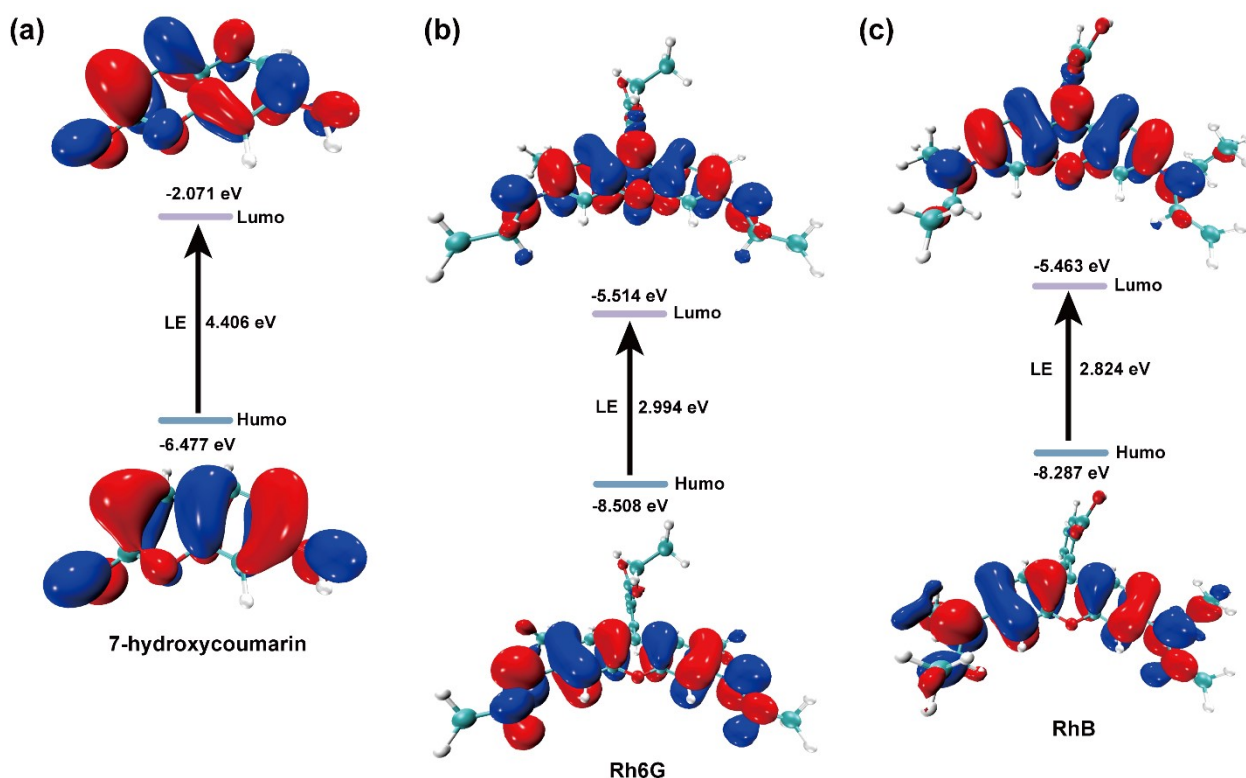 (a)
-2.071 eV
Lumo
LE 4.406 eV
Humo
-6.477 eV
7-hydroxycoumarin
(b)
-5.514 eV
Lumo
LE 2.994 eV
Humo
-8.508 eV
Rh6G
(c)
-5.463 eV
Lumo
LE 2.824 eV
Humo
-8.287 eV
RhB